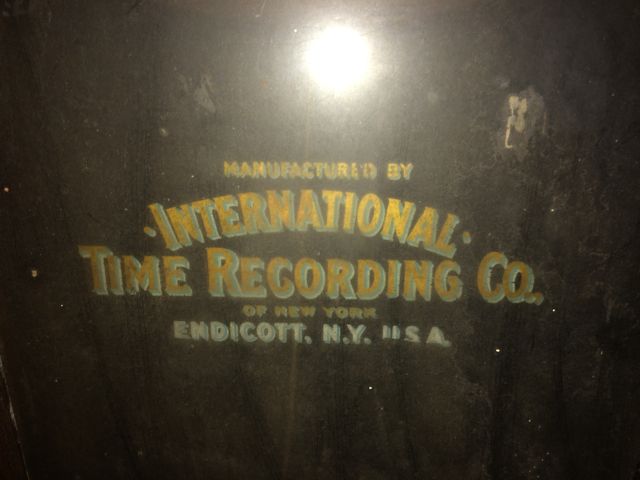 MANUFACTURED BY
·INTERNATIONAL·
TIME RECORDING CO.,
OF NEW YORK
ENDICOTT, N.Y. U.S.A.